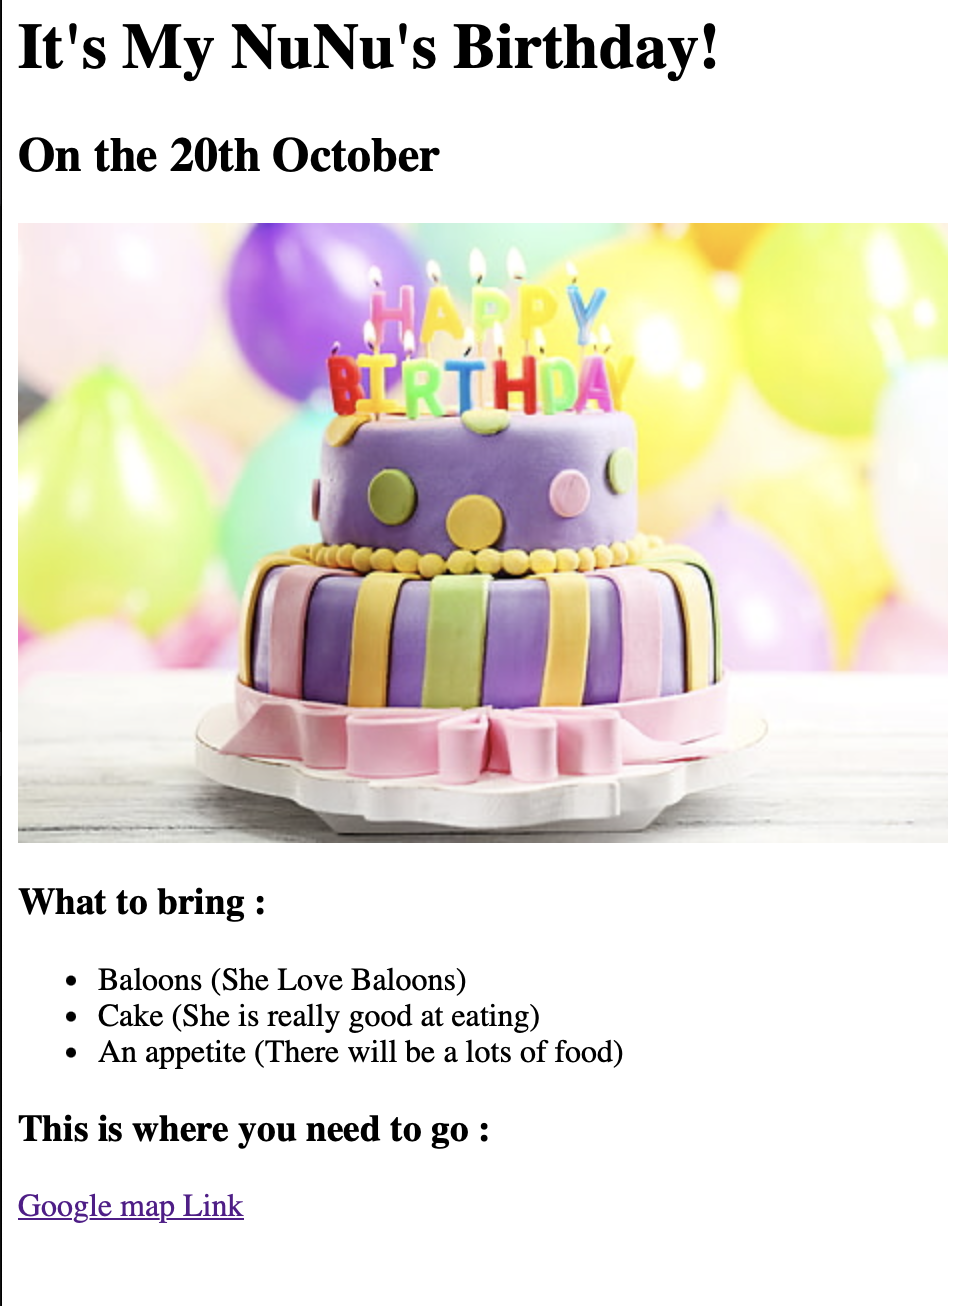 It's My NuNu's Birthday!
On the 20th October
HAPPY
BIRTHDAY
What to bring :
Baloons (She Love Baloons)
Cake (She is really good at eating)
An appetite (There will be a lots of food)
This is where you need to go :
Google map Link